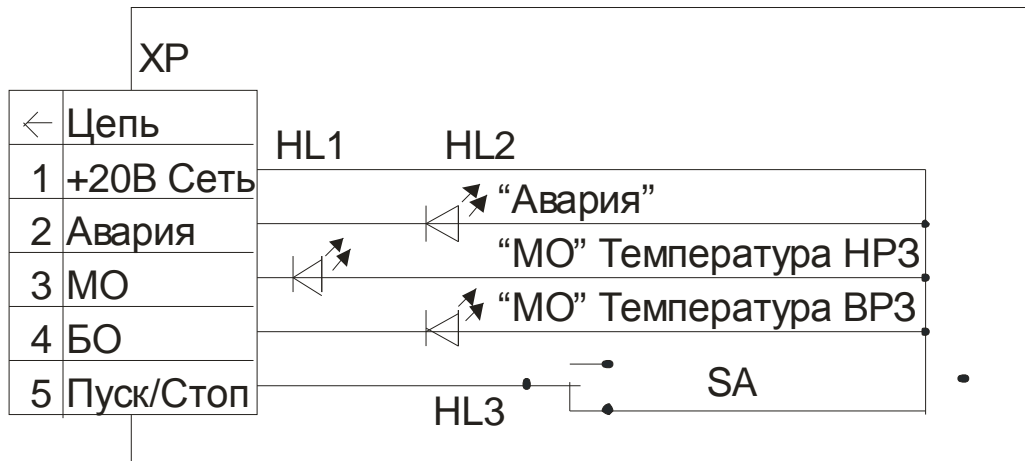 XP
Цепь
HL1 HL2
1 +20В Сеть
“Авария”
2 Авария
“МО” Температура НРЗ
3 МО
“МО” Температура ВРЗ
4 БО
5 Пуск/Стоп
SA
HL3